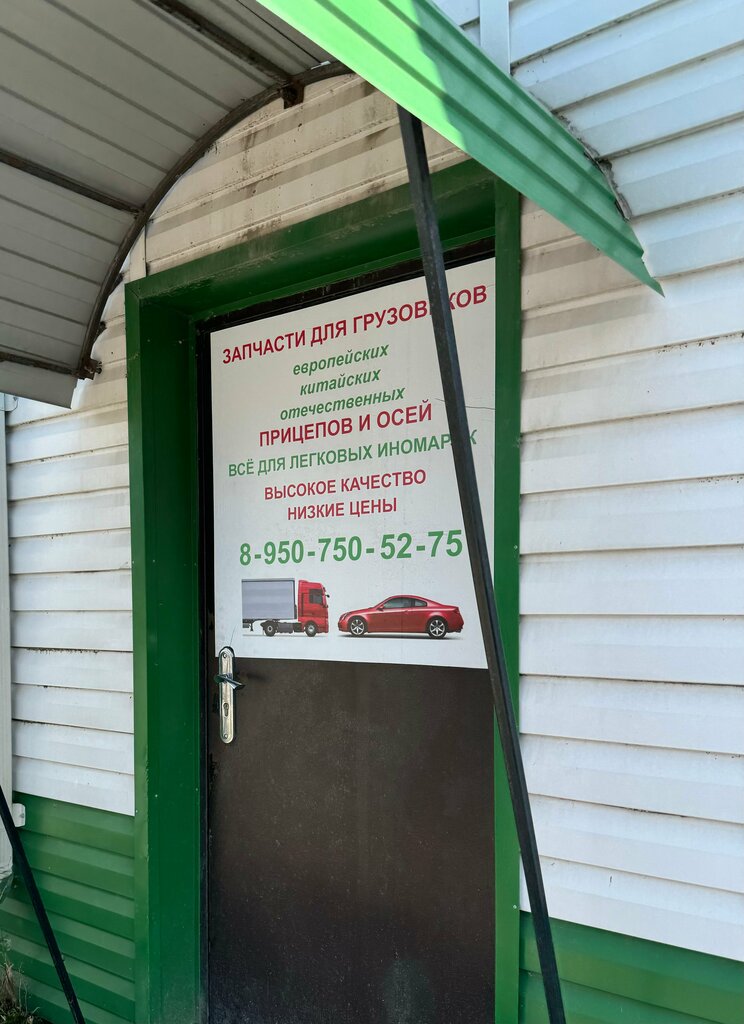 ЗАПЧАСТИ ДЛЯ ГРУЗОВИКОВ
европейских
китайских
отечественных
ПРИЦЕПОВ И ОСЕЙ
ВСЁ ДЛЯ ЛЕГКОВЫХ ИНОМАРОК
ВЫСОКОЕ КАЧЕСТВО
НИЗКИЕ ЦЕНЫ
8-950-750-52-75